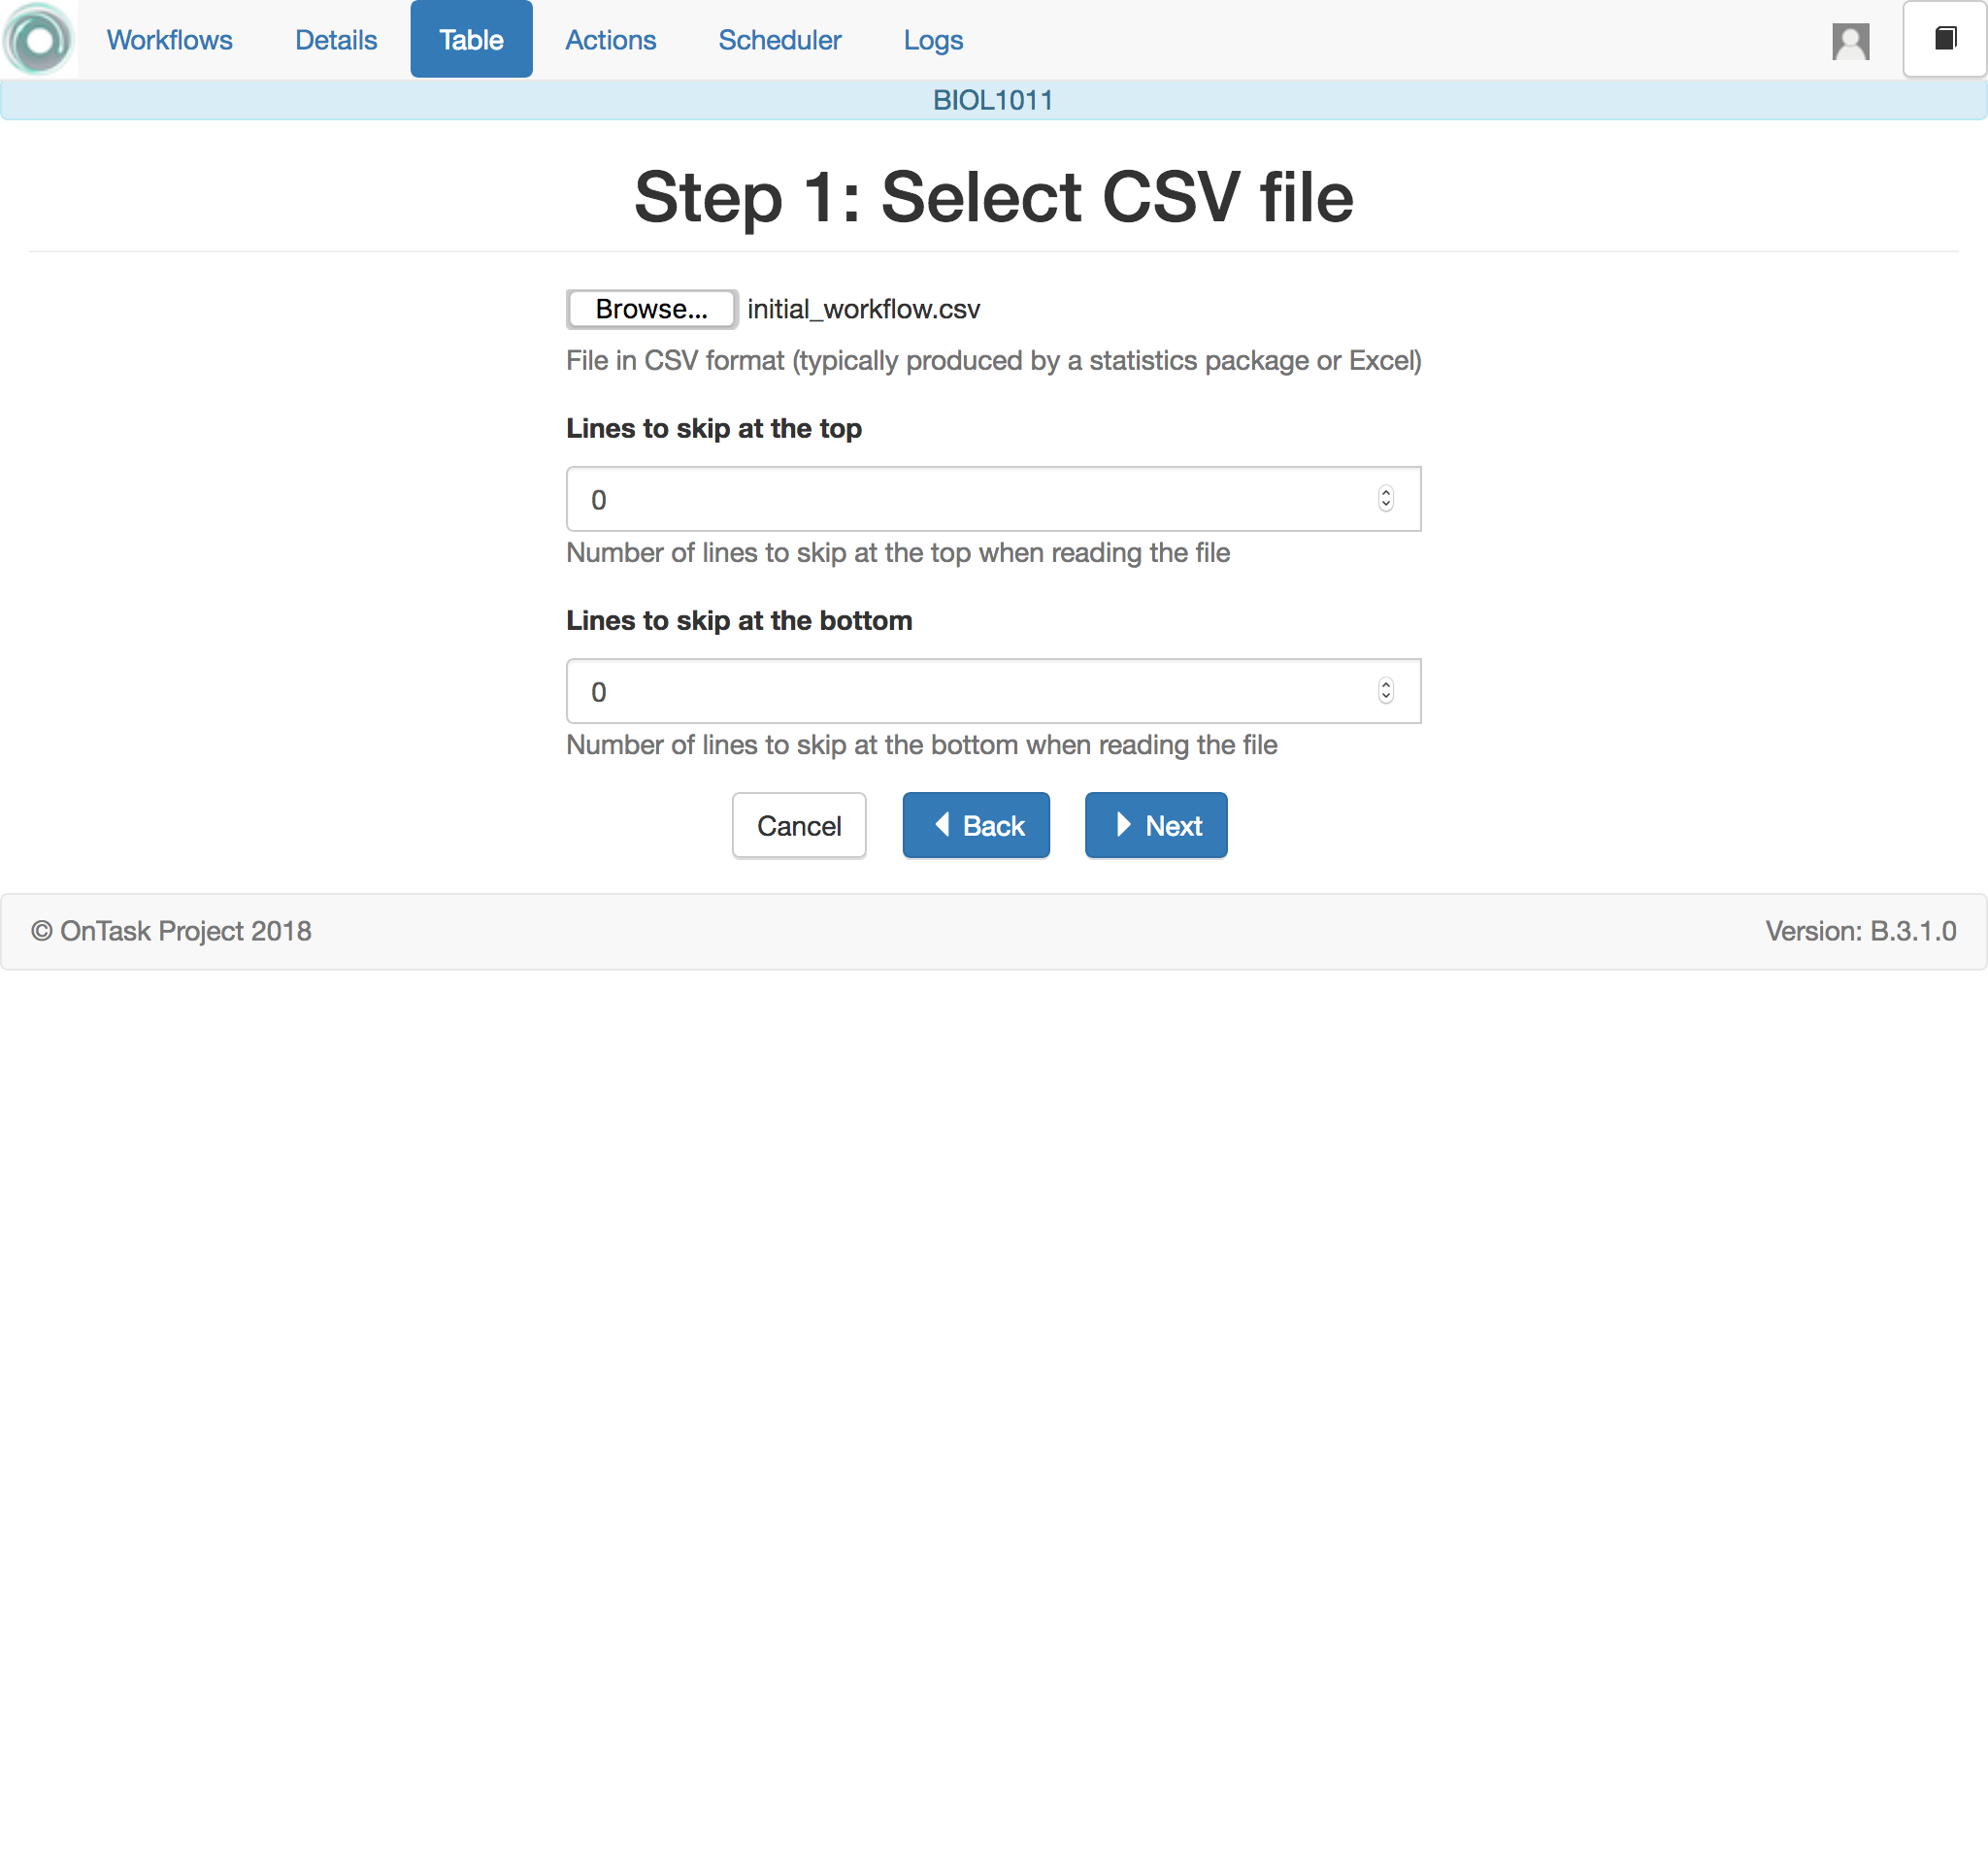 Workflows Details Table Actions Scheduler Logs
BIOL1011
Step 1: Select CSV file
Browse... initial_workflow.csv
File in CSV format (typically produced by a statistics package or Excel)
Lines to skip at the top
0
Number of lines to skip at the top when reading the file
Lines to skip at the bottom
0
Number of lines to skip at the bottom when reading the file
Cancel Back Next
© OnTask Project 2018 Version: B.3.1.0